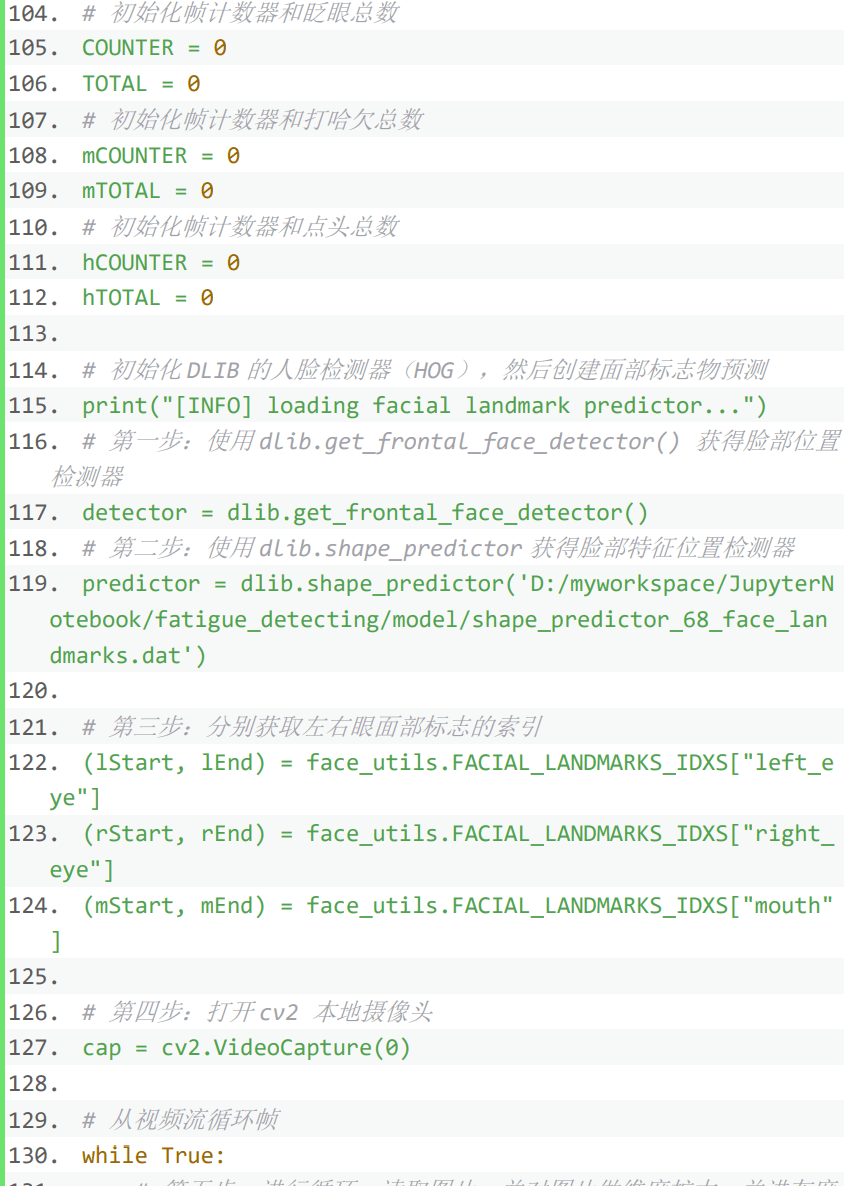 104. # 初始化帧计数器和眨眼总数
105. COUNTER = 0
106. TOTAL = 0
107. # 初始化帧计数器和打哈欠总数
108. mCOUNTER = 0
109. mTOTAL = 0
110. # 初始化帧计数器和点头总数
111. hCOUNTER = 0
112. hTOTAL = 0
113.
114. # 初始化 DLIB 的人脸检测器（HOG），然后创建面部标志物预测
115. print("[INFO] loading facial landmark predictor...")
116. # 第一步：使用 dlib.get_frontal_face_detector() 获得脸部位置
检测器
117. detector = dlib.get_frontal_face_detector()
118. # 第二步：使用 dlib.shape_predictor 获得脸部特征位置检测器
119. predictor = dlib.shape_predictor('D:/myworkspace/JupyterN
otebook/fatigue_detecting/model/shape_predictor_68_face_lan
dmarks.dat')
120.
121. # 第三步：分别获取左右眼面部标志的索引
122. (lStart, lEnd) = face_utils.FACIAL_LANDMARKS_IDXS["left_e
ye"]
123. (rStart, rEnd) = face_utils.FACIAL_LANDMARKS_IDXS["right_
eye"]
124. (mStart, mEnd) = face_utils.FACIAL_LANDMARKS_IDXS["mouth"
]
125.
126. # 第四步：打开 cv2 本地摄像头
127. cap = cv2.VideoCapture(0)
128.
129. # 从视频流循环帧
130. while True: